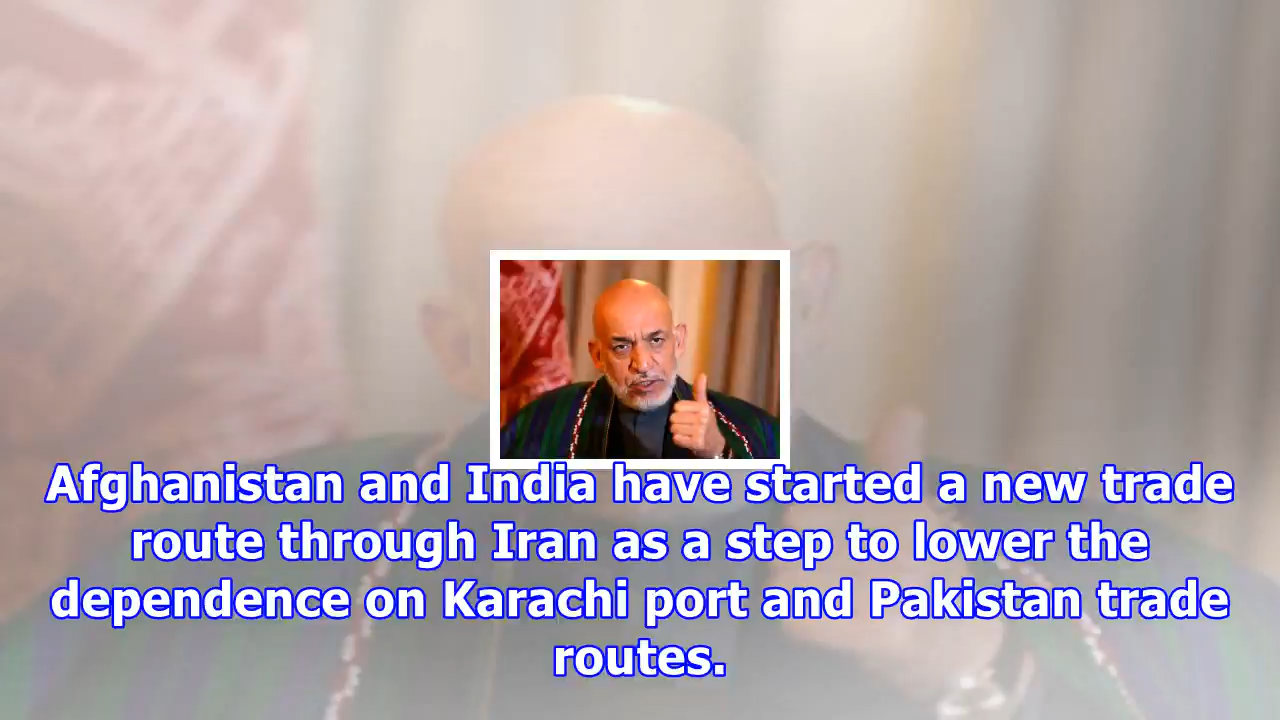 Afghanistan and India have started a new trade
route through Iran as a step to lower the
dependence on Karachi port and Pakistan trade
routes.